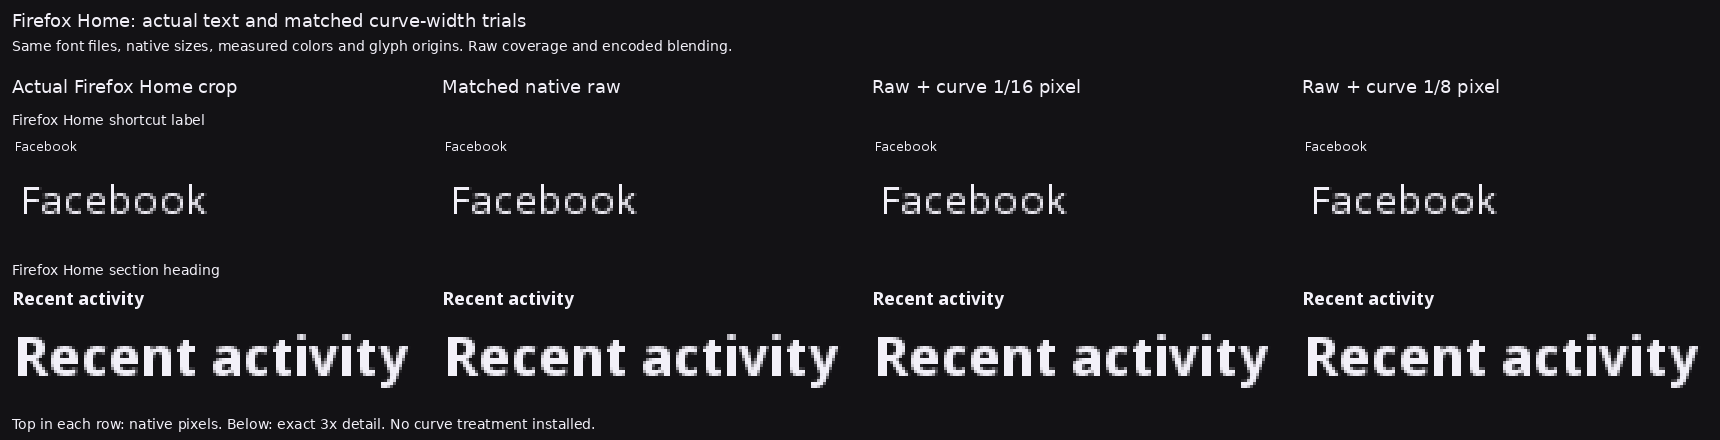 Firefox Home: actual text and matched curve-width trials
Same font files, native sizes, measured colors and glyph origins. Raw coverage and encoded blending.
Actual Firefox Home crop Matched native raw Raw + curve 1/16 pixel Raw + curve 1/8 pixel
Firefox Home shortcut label
Facebook Facebook Facebook Facebook
Facebook Facebook Facebook Facebook
Firefox Home section heading
Recent activity Recent activity Recent activity Recent activity
Recent activity Recent activity Recent activity Recent activity
Top in each row: native pixels. Below: exact 3x detail. No curve treatment installed.